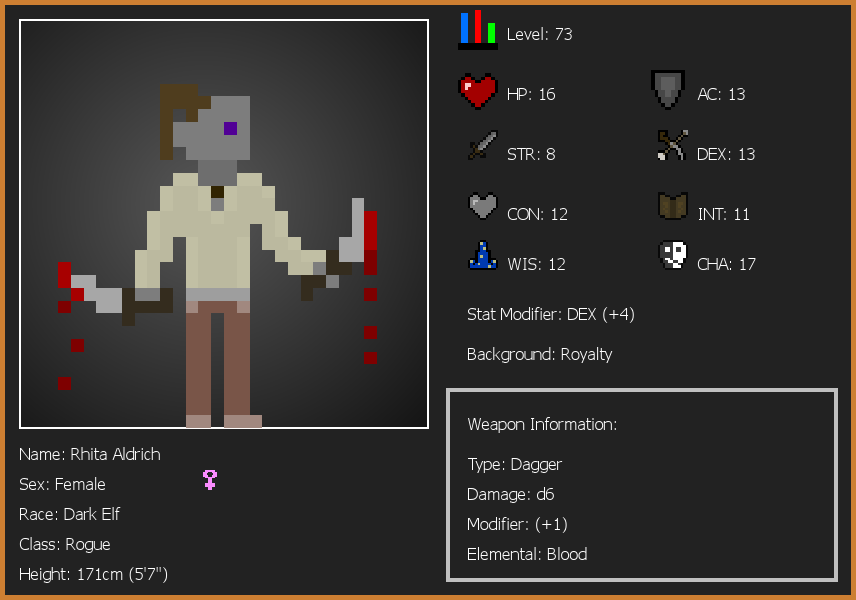 Level: 73
HP: 16
AC: 13
STR: 8
DEX: 13
CON: 12
INT: 11
WIS: 12
CHA: 17
Stat Modifier: DEX (+4)
Background: Royalty
Weapon Information:
Type: Dagger
Damage: d6
Modifier: (+1)
Elemental: Blood
Name: Rhita Aldrich
Sex: Female
Race: Dark Elf
Class: Rogue
Height: 171cm (5'7")